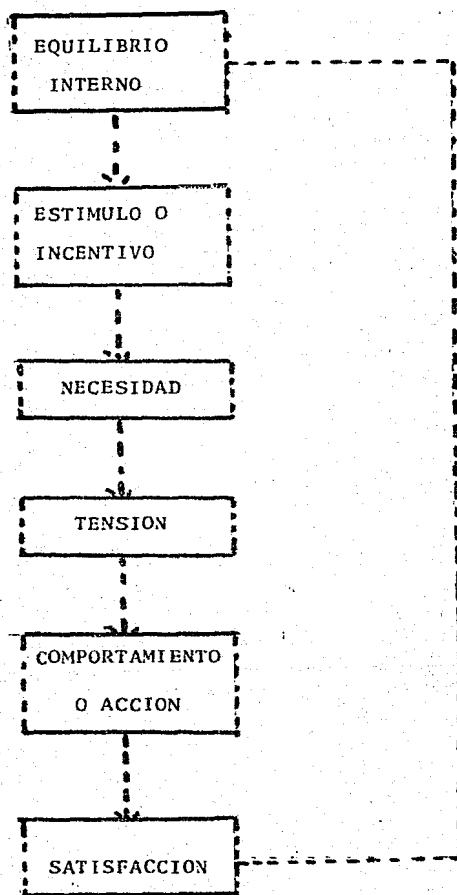 EQUILIBRIO
INTERNO
ESTIMULO O
INCENTIVO
NECESIDAD
TENSION
COMPORTAMIENTO
O ACCION
SATISFACCION